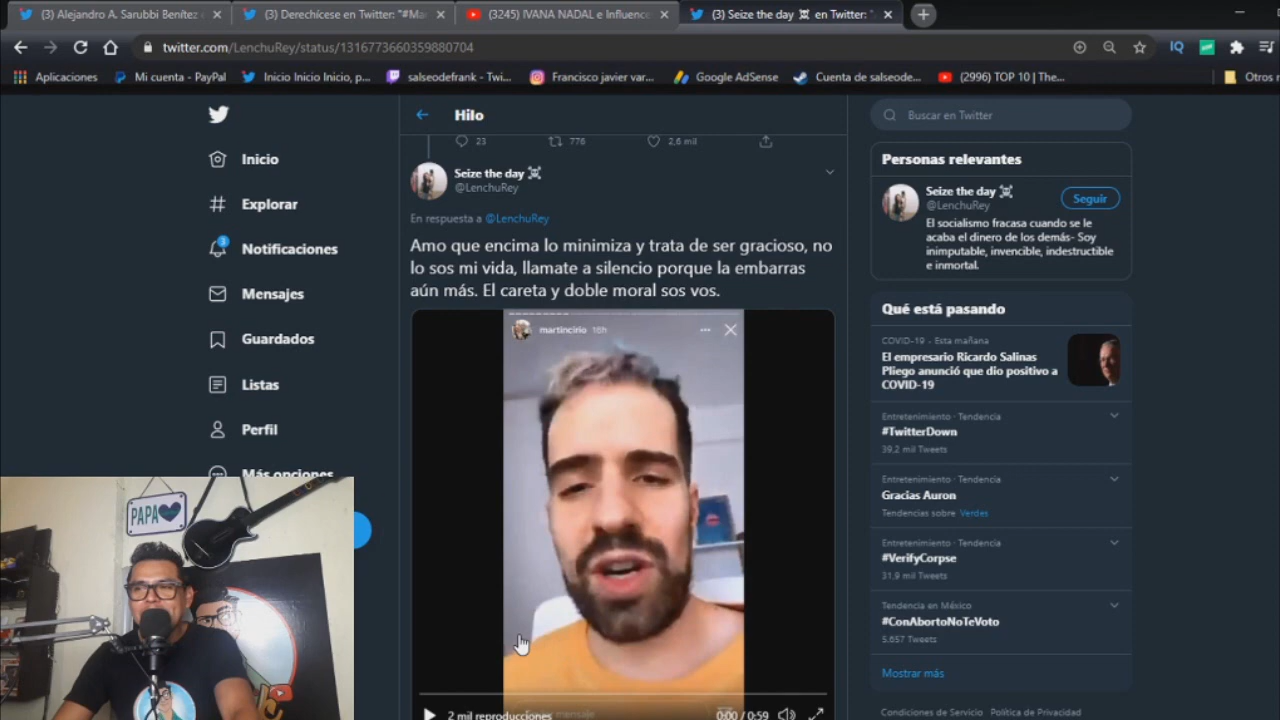 (3) Alejandro A. Sarubbi Benítez
(3) Derechícese en Twitter: "#Ma
(3245) IVANA NADAL e Influence
(3) Seize the day en Twitter: "
twitter.com/LenchuRey/status/1316773660359880704
IQ
Aplicaciones
Mi cuenta - PayPal
Inicio Inicio Inicio, p...
salseodefrank - Twi...
Francisco javier var...
Google AdSense
Cuenta de salseode...
(2996) TOP 10 | The...
Otros
Inicio
Explorar
3
Notificaciones
Mensajes
Guardados
Listas
Perfil
Más opciones
PAPA
Hilo
23
776
2,6 mil
Seize the day
@LenchuRey
En respuesta a @LenchuRey
Amo que encima lo minimiza y trata de ser gracioso, no
lo sos mi vida, llamate a silencio porque la embarras
aún más. El careta y doble moral sos vos.
martincirio 16h
2 mil reproducciones
0:00 / 0:59
Buscar en Twitter
Personas relevantes
Seize the day
@LenchuRey
Seguir
El socialismo fracasa cuando se le
acaba el dinero de los demás- Soy
inimputable, invencible, indestructible
e inmortal.
Qué está pasando
COVID-19 · Esta mañana
El empresario Ricardo Salinas
Pliego anunció que dio positivo a
COVID-19
Entretenimiento · Tendencia
#TwitterDown
39,2 mil Tweets
Entretenimiento · Tendencia
Gracias Auron
Tendencias sobre Verdes
Entretenimiento · Tendencia
#VerifyCorpse
31,9 mil Tweets
Tendencia en México
#ConAbortoNoTeVoto
5.657 Tweets
Mostrar más
Condiciones de Servicio Política de Privacidad